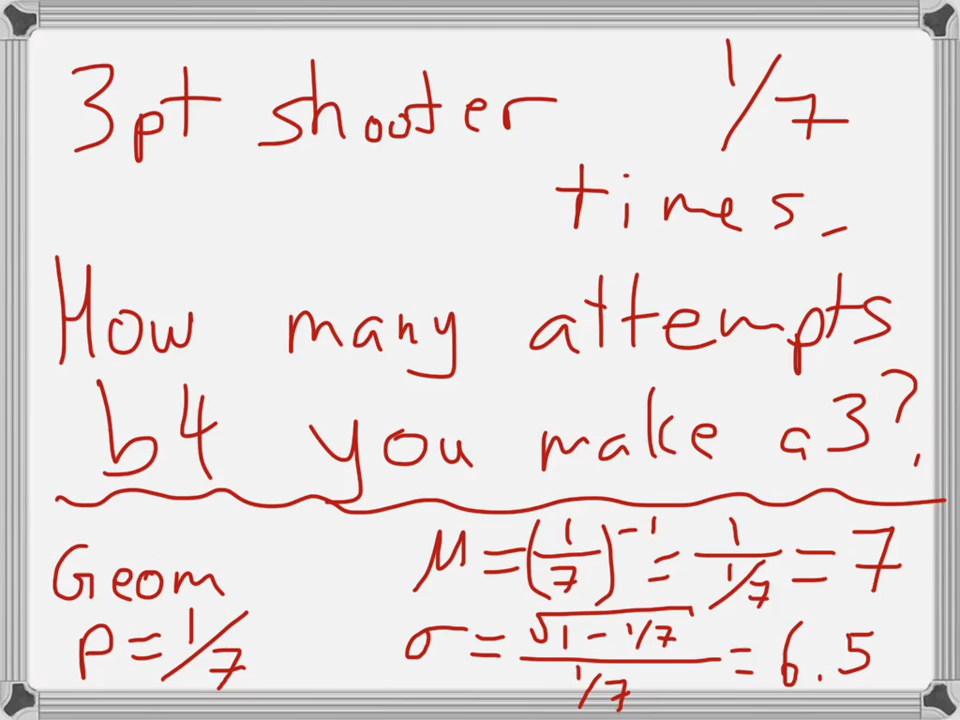 3pt shooter 1/7
times.
How many attempts
b4 you make a 3?
Geom μ = (1/7)^-1 = 1/(1/7) = 7
p = 1/7 σ = √(1 - 1/7)/(1/7) = 6.5